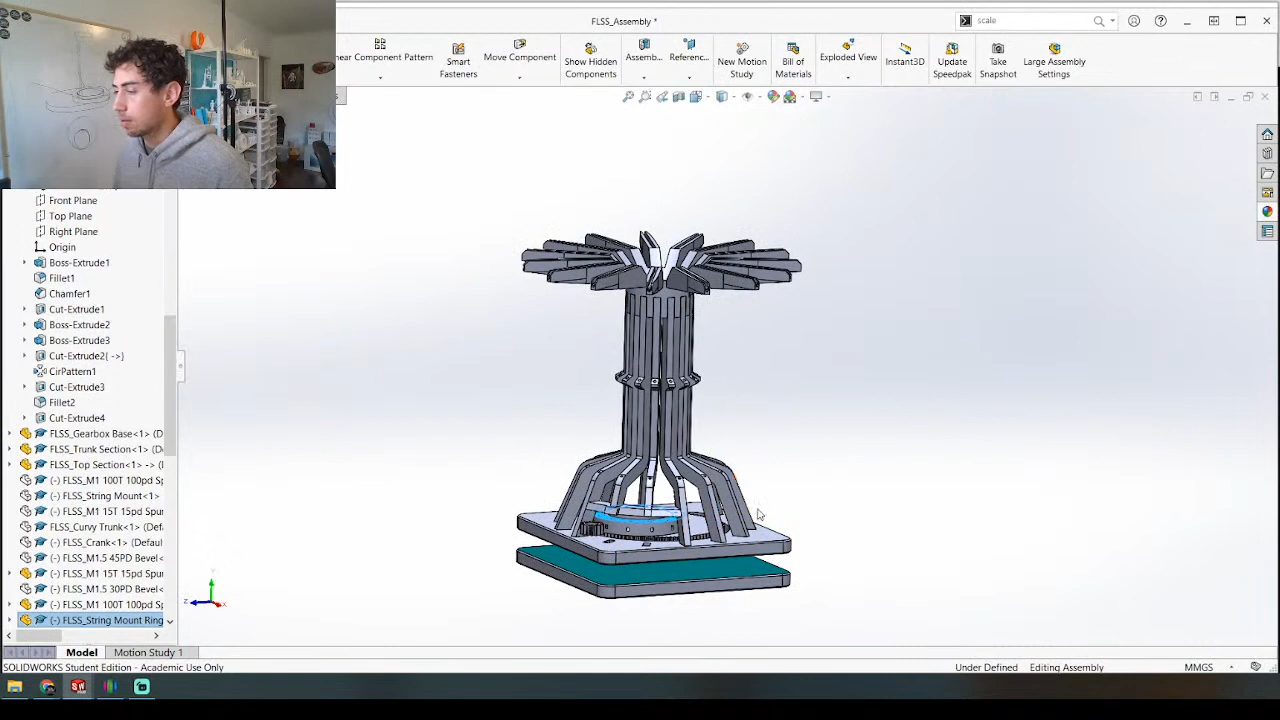 FLSS_Assembly *
scale
near Component Pattern
Smart Fasteners
Move Component
Show Hidden Components
Assemb...
Referenc...
New Motion Study
Bill of Materials
Exploded View
Instant3D
Update Speedpak
Take Snapshot
Large Assembly Settings
Front Plane
Top Plane
Right Plane
Origin
Boss-Extrude1
Fillet1
Chamfer1
Cut-Extrude1
Boss-Extrude2
Boss-Extrude3
Cut-Extrude2{ ->}
CirPattern1
Cut-Extrude3
Fillet2
Cut-Extrude4
FLSS_Gearbox Base<1> (D
FLSS_Trunk Section<1> (De
FLSS_Top Section<1> -> (
(-) FLSS_M1 100T 100pd Sp
(-) FLSS_String Mount<1>
(-) FLSS_M1 15T 15pd Spu
FLSS_Curvy Trunk<1> (Defa
(-) FLSS_Crank<1> (Defau
(-) FLSS_M1.5 45PD Bevel<
(-) FLSS_M1 15T 15pd Spur
(-) FLSS_M1.5 30PD Bevel<
(-) FLSS_M1 100T 100pd Sp
(-) FLSS_String Mount Ring
Y
Z
X
Model
Motion Study 1
SOLIDWORKS Student Edition - Academic Use Only
Under Defined
Editing Assembly
MMGS